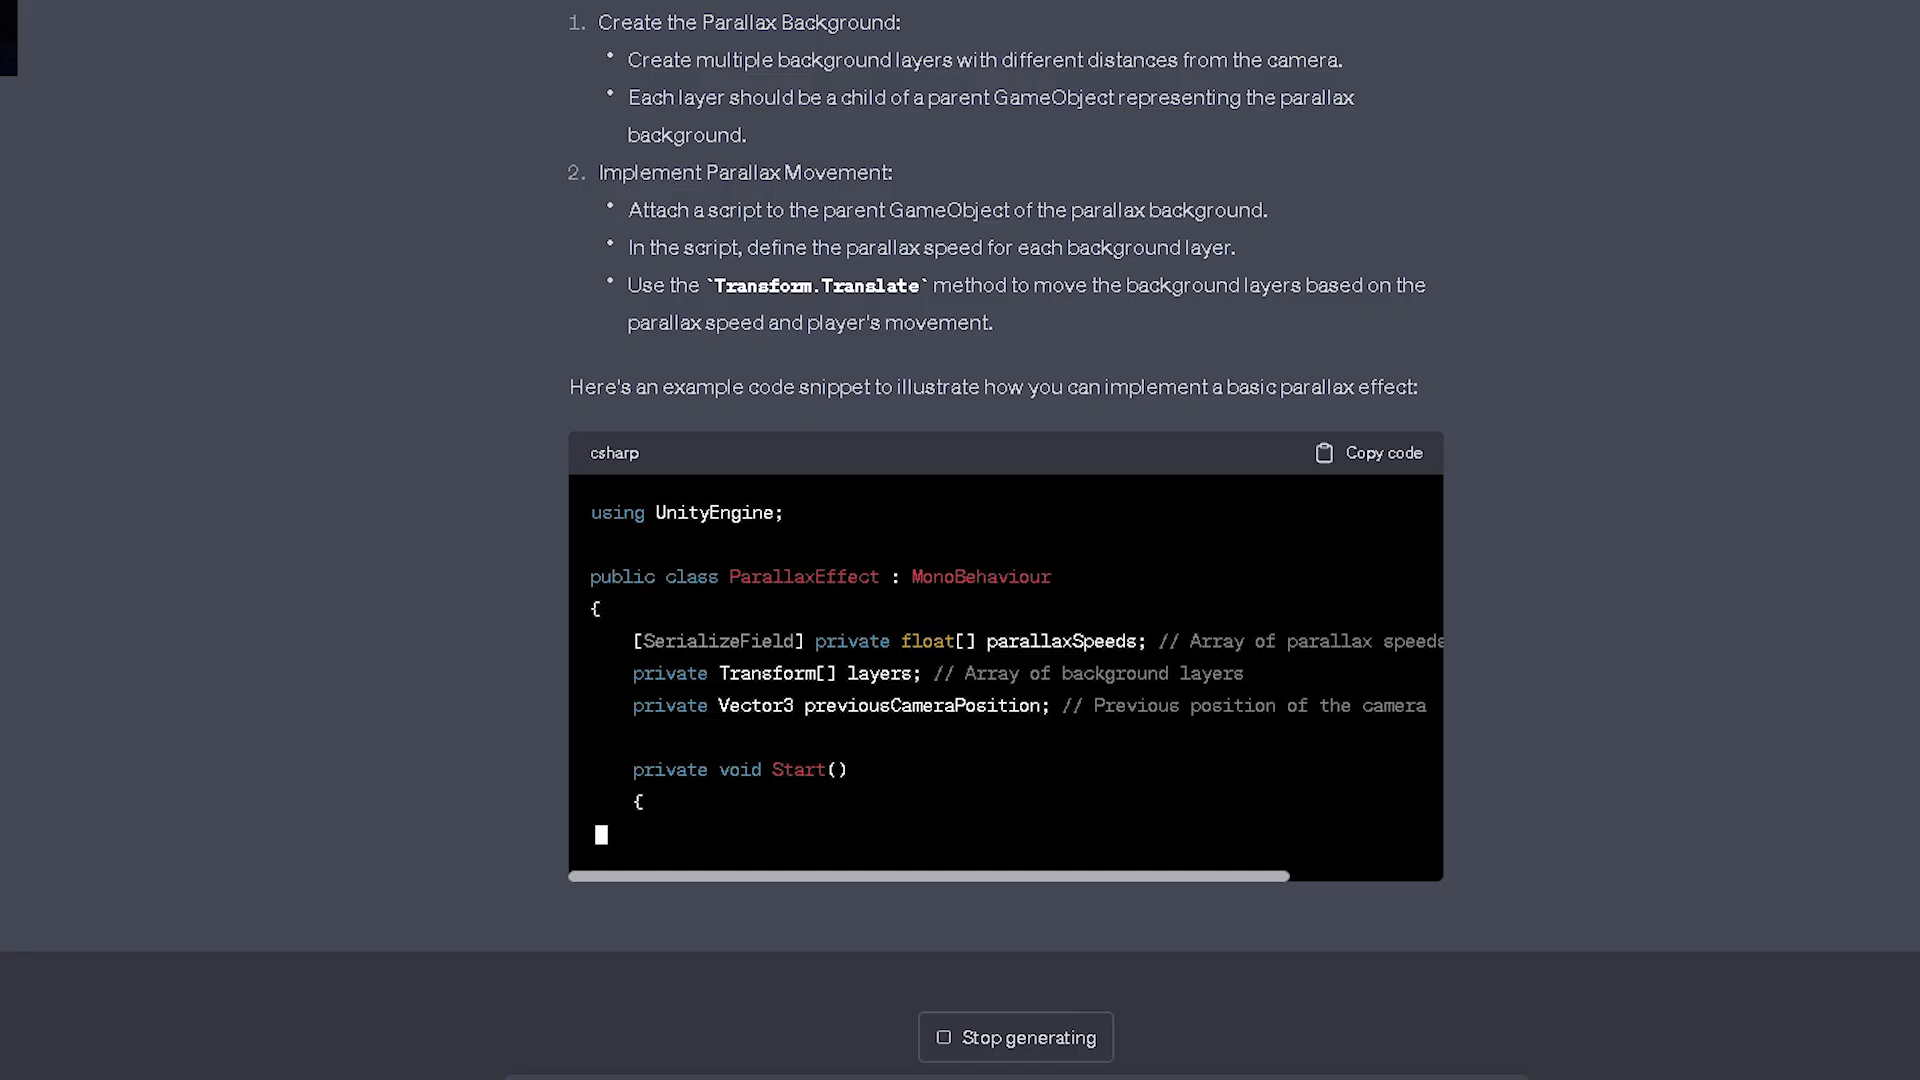 1. Create the Parallax Background:
• Create multiple background layers with different distances from the camera.
• Each layer should be a child of a parent GameObject representing the parallax
background.
2. Implement Parallax Movement:
• Attach a script to the parent GameObject of the parallax background.
• In the script, define the parallax speed for each background layer.
• Use the `Transform.Translate` method to move the background layers based on the
parallax speed and player's movement.
Here's an example code snippet to illustrate how you can implement a basic parallax effect:
csharp Copy code
using UnityEngine;
public class ParallaxEffect : MonoBehaviour
{
[SerializeField] private float[] parallaxSpeeds; // Array of parallax speeds
private Transform[] layers; // Array of background layers
private Vector3 previousCameraPosition; // Previous position of the camera
private void Start()
{
Stop generating